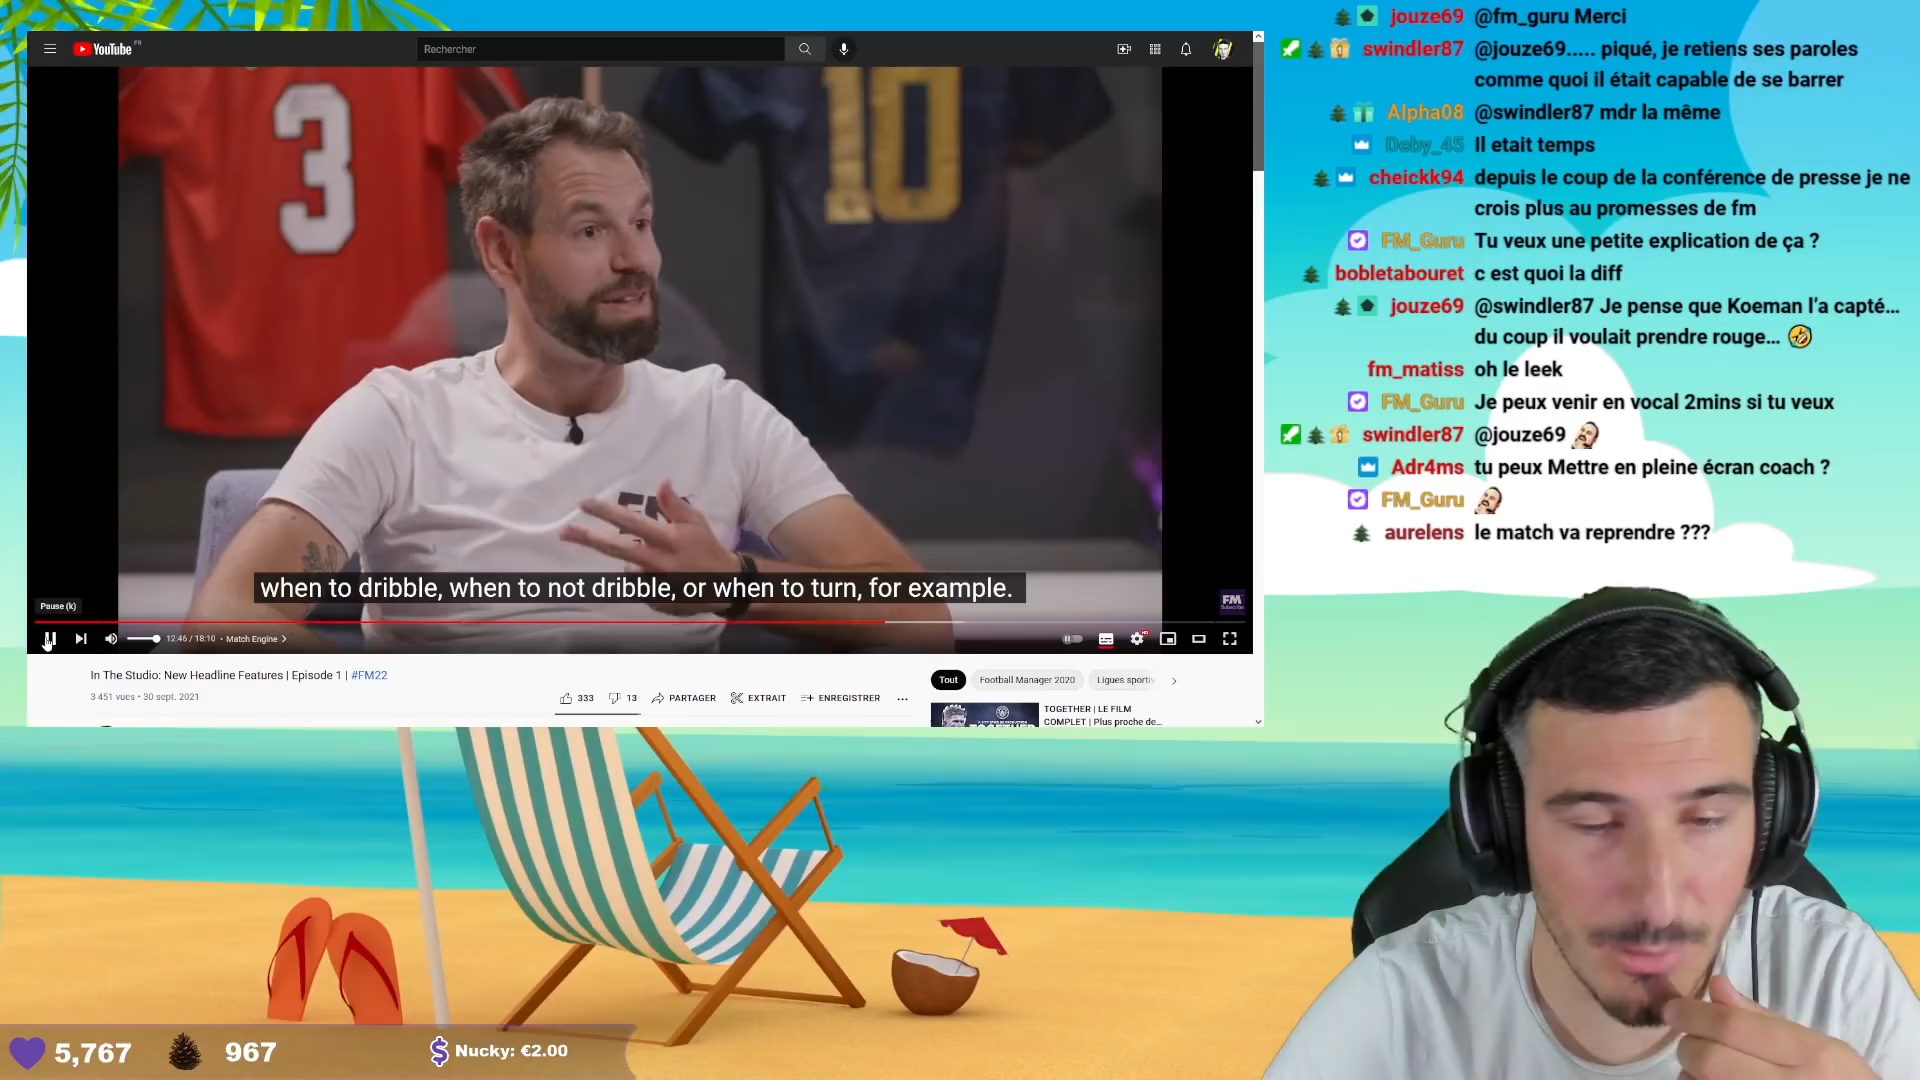 YouTube FR
Rechercher
3
10
when to dribble, when to not dribble, or when to turn, for example.
FM
Subscribe
Pause (k)
12:46 / 18:10 • Match Engine
HD
In The Studio: New Headline Features | Episode 1 | #FM22
3 451 vues • 30 sept. 2021
333
13
PARTAGER
EXTRAIT
ENREGISTRER
...
Tout
Football Manager 2020
Ligues sportiv
TOGETHER | LE FILM
COMPLET | Plus proche de...
jouze69 @fm_guru Merci
swindler87 @jouze69..... piqué, je retiens ses paroles
comme quoi il était capable de se barrer
Alpha08 @swindler87 mdr la même
Deby_45 Il etait temps
cheickk94 depuis le coup de la conférence de presse je ne
crois plus au promesses de fm
FM_Guru Tu veux une petite explication de ça ?
bobletabouret c est quoi la diff
jouze69 @swindler87 Je pense que Koeman l’a capté…
du coup il voulait prendre rouge… 🤣
fm_matiss oh le leek
FM_Guru Je peux venir en vocal 2mins si tu veux
swindler87 @jouze69
Adr4ms tu peux Mettre en pleine écran coach ?
FM_Guru
aurelens le match va reprendre ???
5,767
967
$ Nucky: €2.00